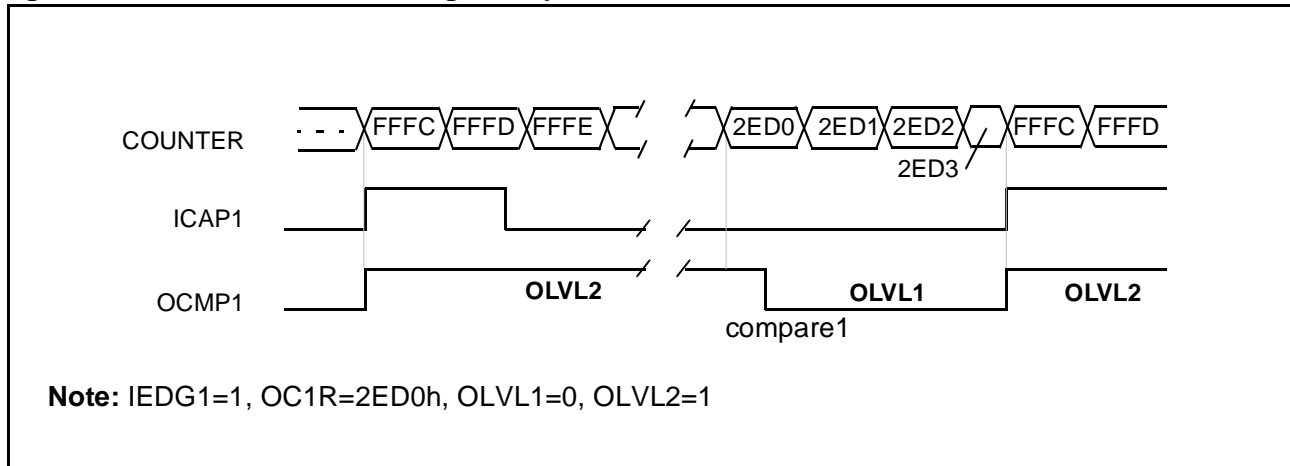 COUNTER - - - FFFC FFFD FFFE 2ED0 2ED1 2ED2 FFFC FFFD
2ED3
ICAP1
OCMP1 OLVL2 OLVL1 OLVL2
compare1
Note: IEDG1=1, OC1R=2ED0h, OLVL1=0, OLVL2=1